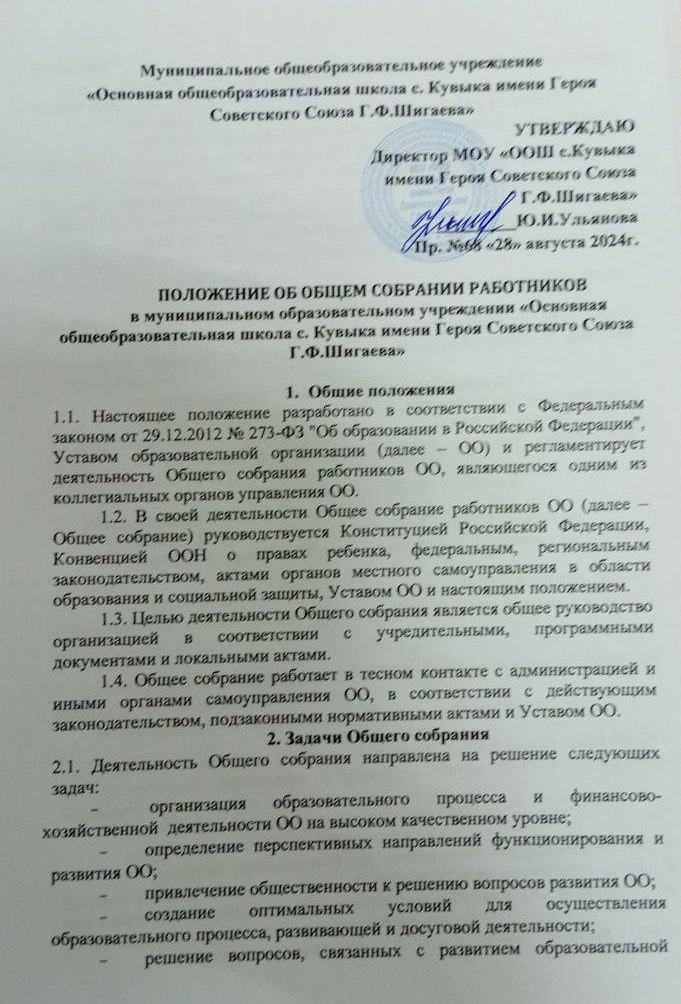 Муниципальное общеобразовательное учреждение
«Основная общеобразовательная школа с. Кувыка имени Героя
Советского Союза Г.Ф.Шигаева»
УТВЕРЖДАЮ
Директор МОУ «ООШ с.Кувыка
имени Героя Советского Союза
Г.Ф.Шигаева»
Ю.И.Ульянова
Пр. №68 «28» августа 2024г.
ПОЛОЖЕНИЕ ОБ ОБЩЕМ СОБРАНИИ РАБОТНИКОВ
в муниципальном образовательном учреждении «Основная
общеобразовательная школа с. Кувыка имени Героя Советского Союза
Г.Ф.Шигаева»
1. Общие положения
1.1. Настоящее положение разработано в соответствии с Федеральным
законом от 29.12.2012 № 273-ФЗ "Об образовании в Российской Федерации",
Уставом образовательной организации (далее – ОО) и регламентирует
деятельность Общего собрания работников ОО, являющегося одним из
коллегиальных органов управления ОО.
1.2. В своей деятельности Общее собрание работников ОО (далее –
Общее собрание) руководствуется Конституцией Российской Федерации,
Конвенцией ООН о правах ребенка, федеральным, региональным
законодательством, актами органов местного самоуправления в области
образования и социальной защиты, Уставом ОО и настоящим положением.
1.3. Целью деятельности Общего собрания является общее руководство
организацией в соответствии с учредительными, программными
документами и локальными актами.
1.4. Общее собрание работает в тесном контакте с администрацией и
иными органами самоуправления ОО, в соответствии с действующим
законодательством, подзаконными нормативными актами и Уставом ОО.
2. Задачи Общего собрания
2.1. Деятельность Общего собрания направлена на решение следующих
задач:
– организация образовательного процесса и финансово-
хозяйственной деятельности ОО на высоком качественном уровне;
– определение перспективных направлений функционирования и
развития ОО;
– привлечение общественности к решению вопросов развития ОО;
– создание оптимальных условий для осуществления
образовательного процесса, развивающей и досуговой деятельности;
– решение вопросов, связанных с развитием образовательной